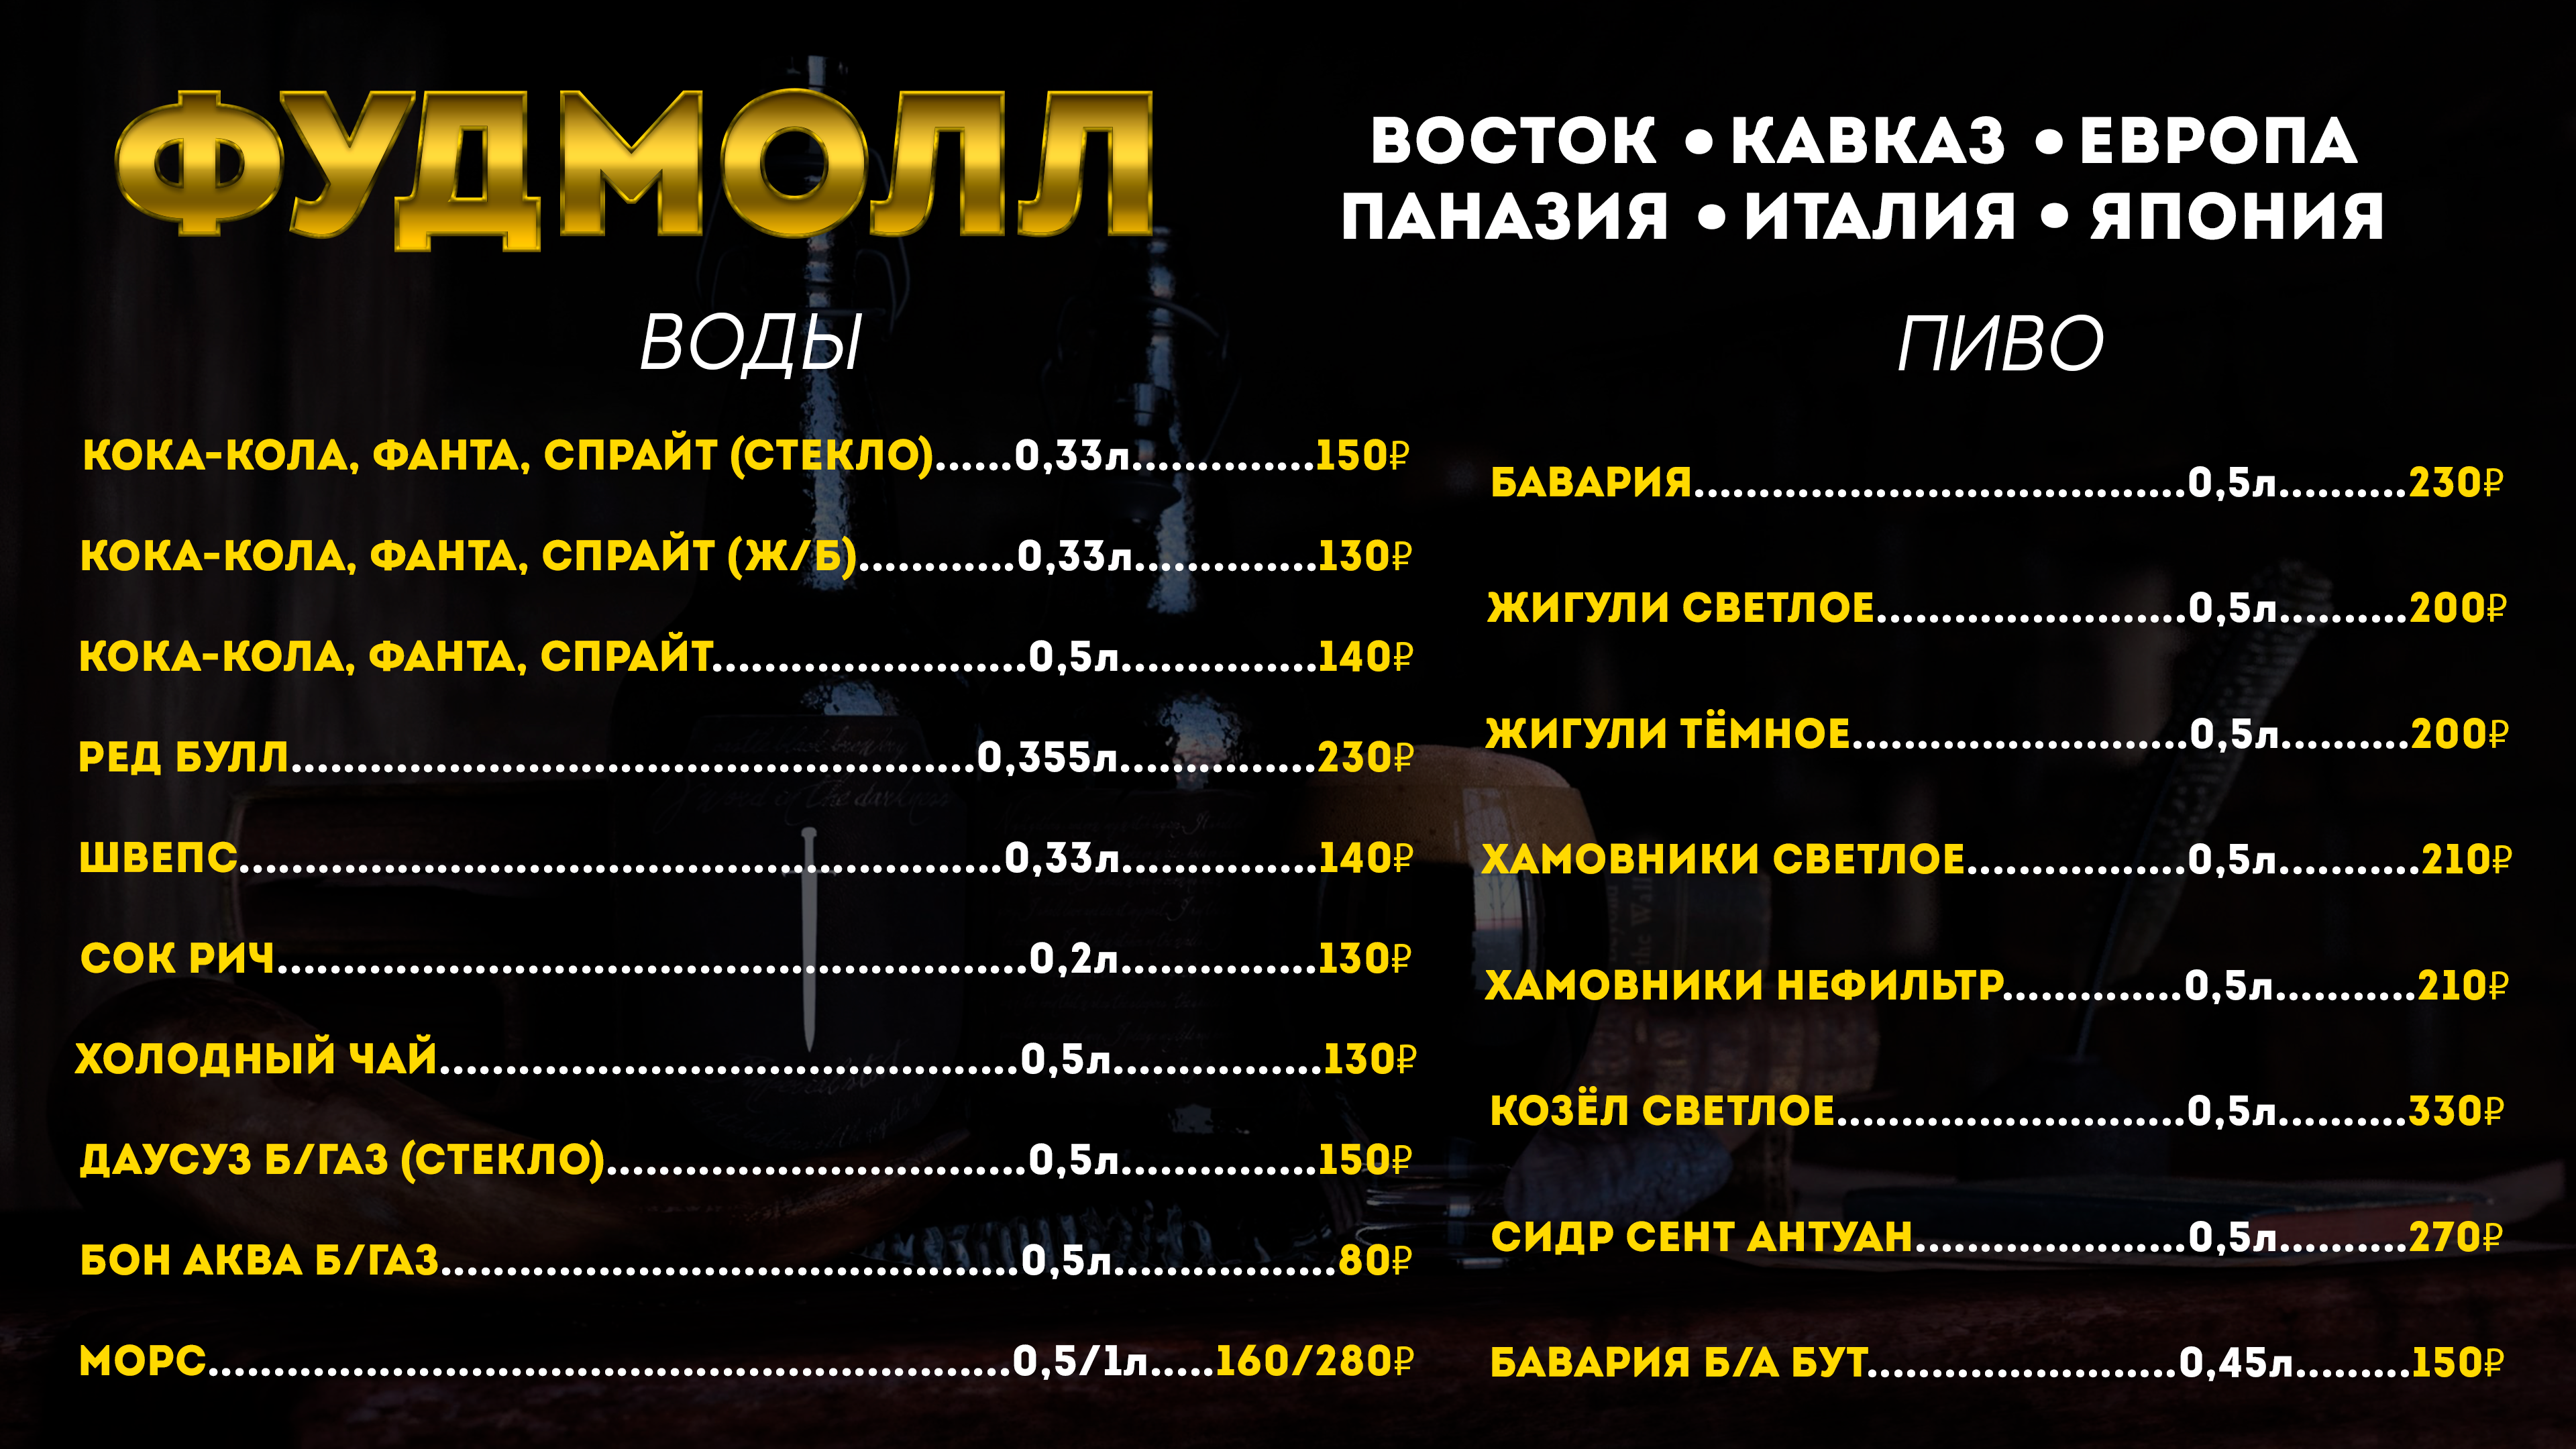 ФУДМОЛЛ
ВОСТОК • КАВКАЗ • ЕВРОПА
ПАНАЗИЯ • ИТАЛИЯ • ЯПОНИЯ
ВОДЫ
КОКА-КОЛА, ФАНТА, СПРАЙТ (СТЕКЛО)......0,33л..............150₽
КОКА-КОЛА, ФАНТА, СПРАЙТ (Ж/Б)............0,33л..............130₽
КОКА-КОЛА, ФАНТА, СПРАЙТ........................0,5л...............140₽
РЕД БУЛЛ....................................................0,355л...............230₽
ШВЕПС..........................................................0,33л...............140₽
СОК РИЧ.........................................................0,2л...............130₽
ХОЛОДНЫЙ ЧАЙ............................................0,5л................130₽
ДАУСУЗ Б/ГАЗ (СТЕКЛО)................................0,5л...............150₽
БОН АКВА Б/ГАЗ............................................0,5л.................80₽
МОРС.............................................................0,5/1л.....160/280₽
ПИВО
БАВАРИЯ......................................0,5л..........230₽
ЖИГУЛИ СВЕТЛОЕ........................0,5л..........200₽
ЖИГУЛИ ТЁМНОЕ..........................0,5л..........200₽
ХАМОВНИКИ СВЕТЛОЕ.................0,5л...........210₽
ХАМОВНИКИ НЕФИЛЬТР..............0,5л...........210₽
КОЗЁЛ СВЕТЛОЕ...........................0,5л..........330₽
СИДР СЕНТ АНТУАН.....................0,5л..........270₽
БАВАРИЯ Б/А БУТ........................0,45л.........150₽